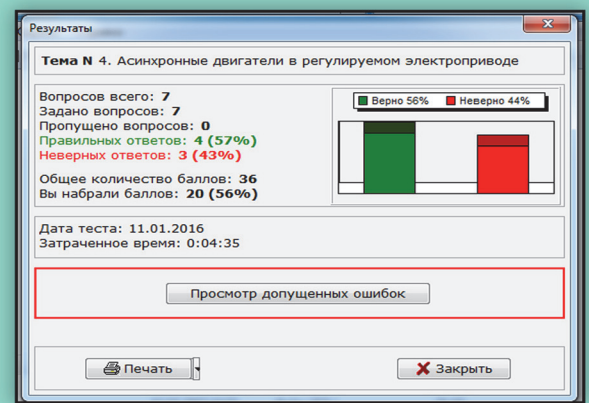 Результаты
Тема N 4. Асинхронные двигатели в регулируемом электроприводе
Вопросов всего: 7
Задано вопросов: 7
Пропущено вопросов: 0
Правильных ответов: 4 (57%)
Неверных ответов: 3 (43%)
Общее количество баллов: 36
Вы набрали баллов: 20 (56%)
Верно 56% Неверно 44%
Дата теста: 11.01.2016
Затраченное время: 0:04:35
Просмотр допущенных ошибок
Печать
Закрыть